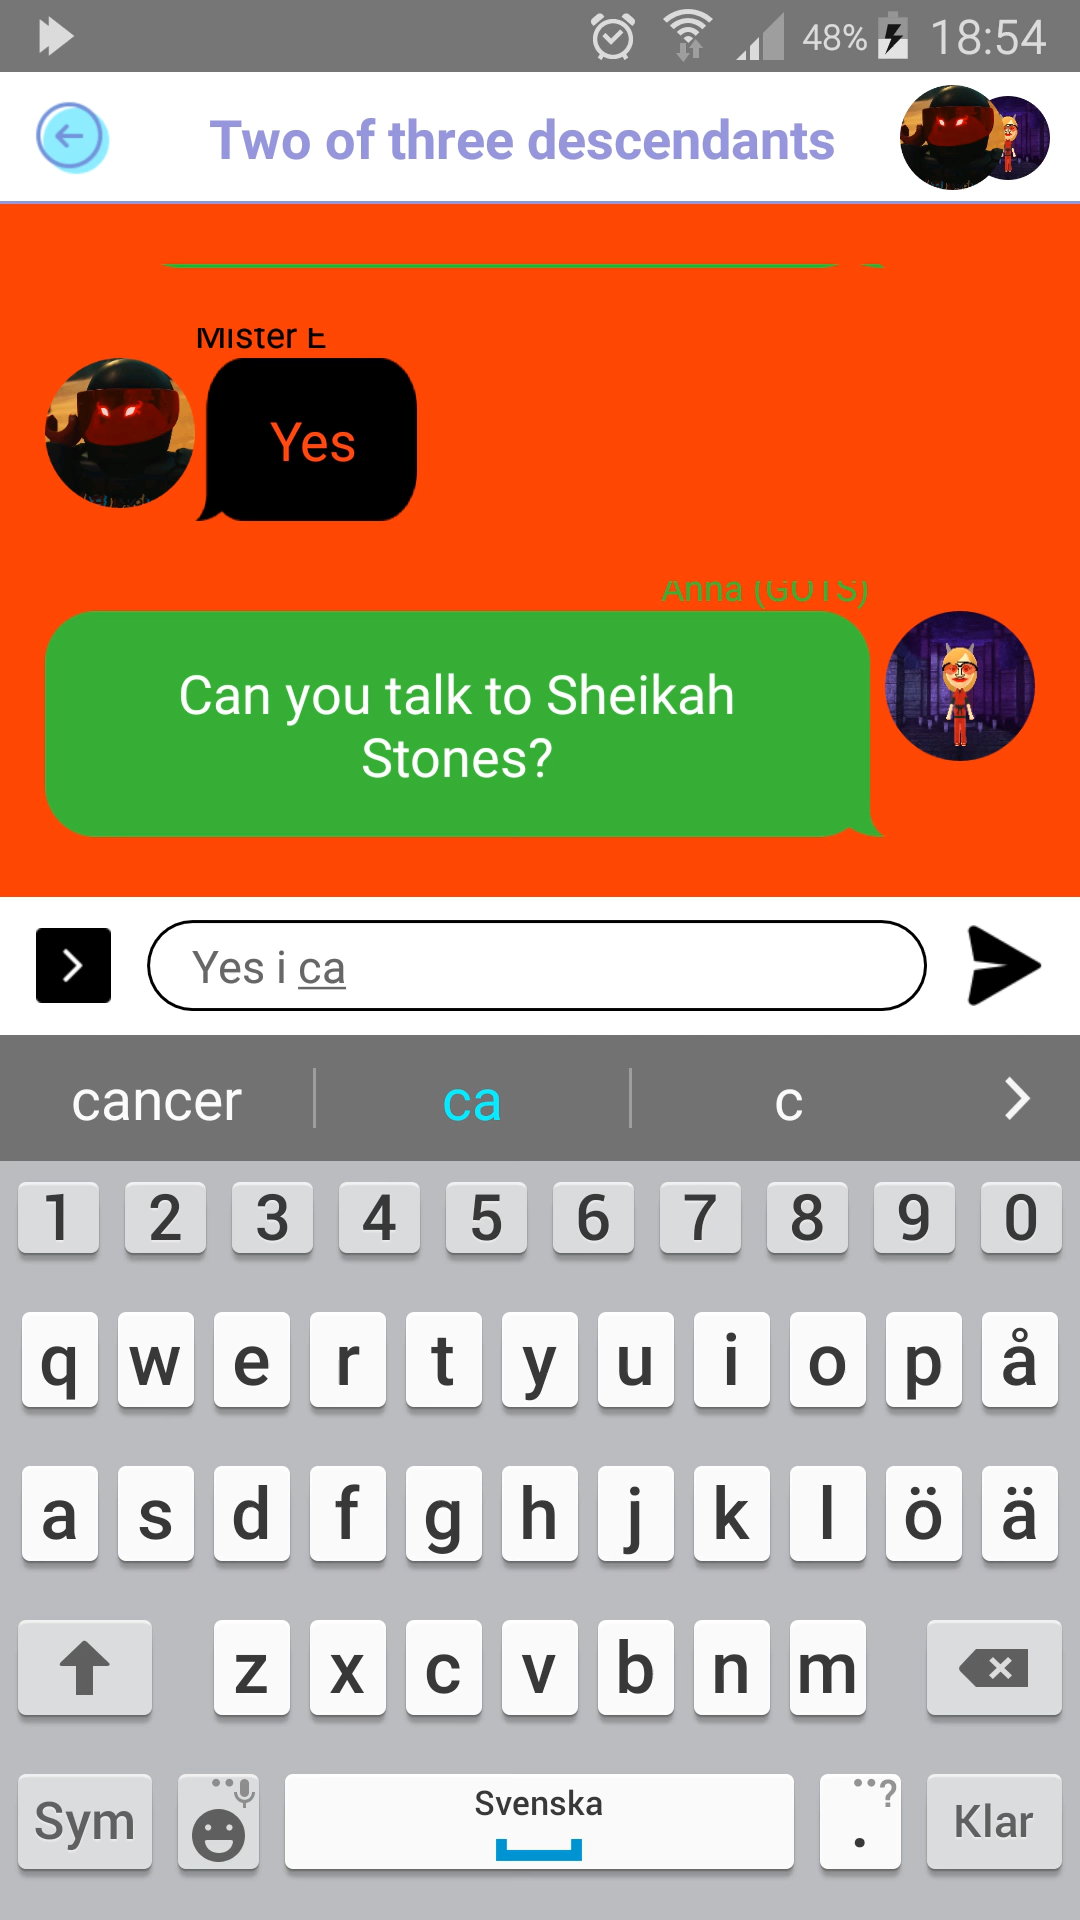 48% 18:54
Two of three descendants
Mister E
Yes
Anna (GOTS)
Can you talk to Sheikah
Stones?
Yes i ca
cancer ca c
1 2 3 4 5 6 7 8 9 0
q w e r t y u i o p å
a s d f g h j k l ö ä
z x c v b n m
Sym Svenska . ? Klar